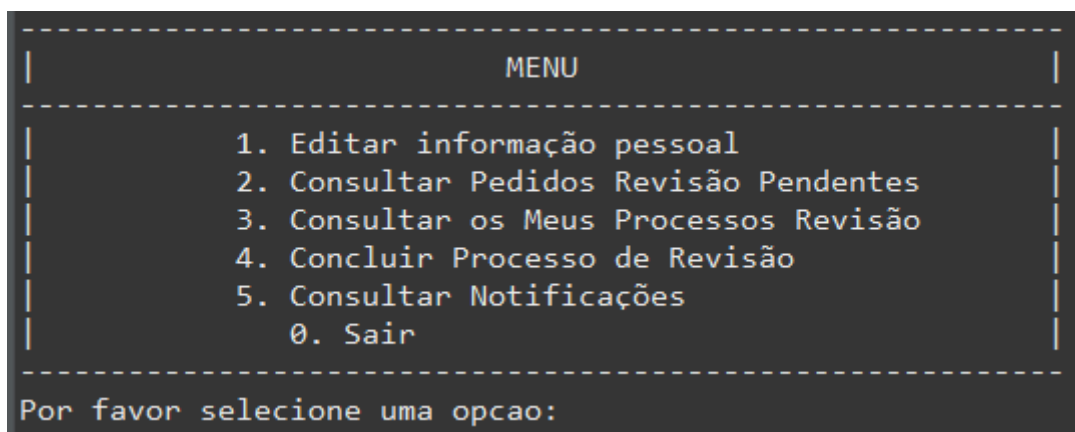 ----------------------------------------------------------
| MENU |
----------------------------------------------------------
| 1. Editar informação pessoal |
| 2. Consultar Pedidos Revisão Pendentes |
| 3. Consultar os Meus Processos Revisão |
| 4. Concluir Processo de Revisão |
| 5. Consultar Notificações |
| 0. Sair |
----------------------------------------------------------
Por favor selecione uma opcao: